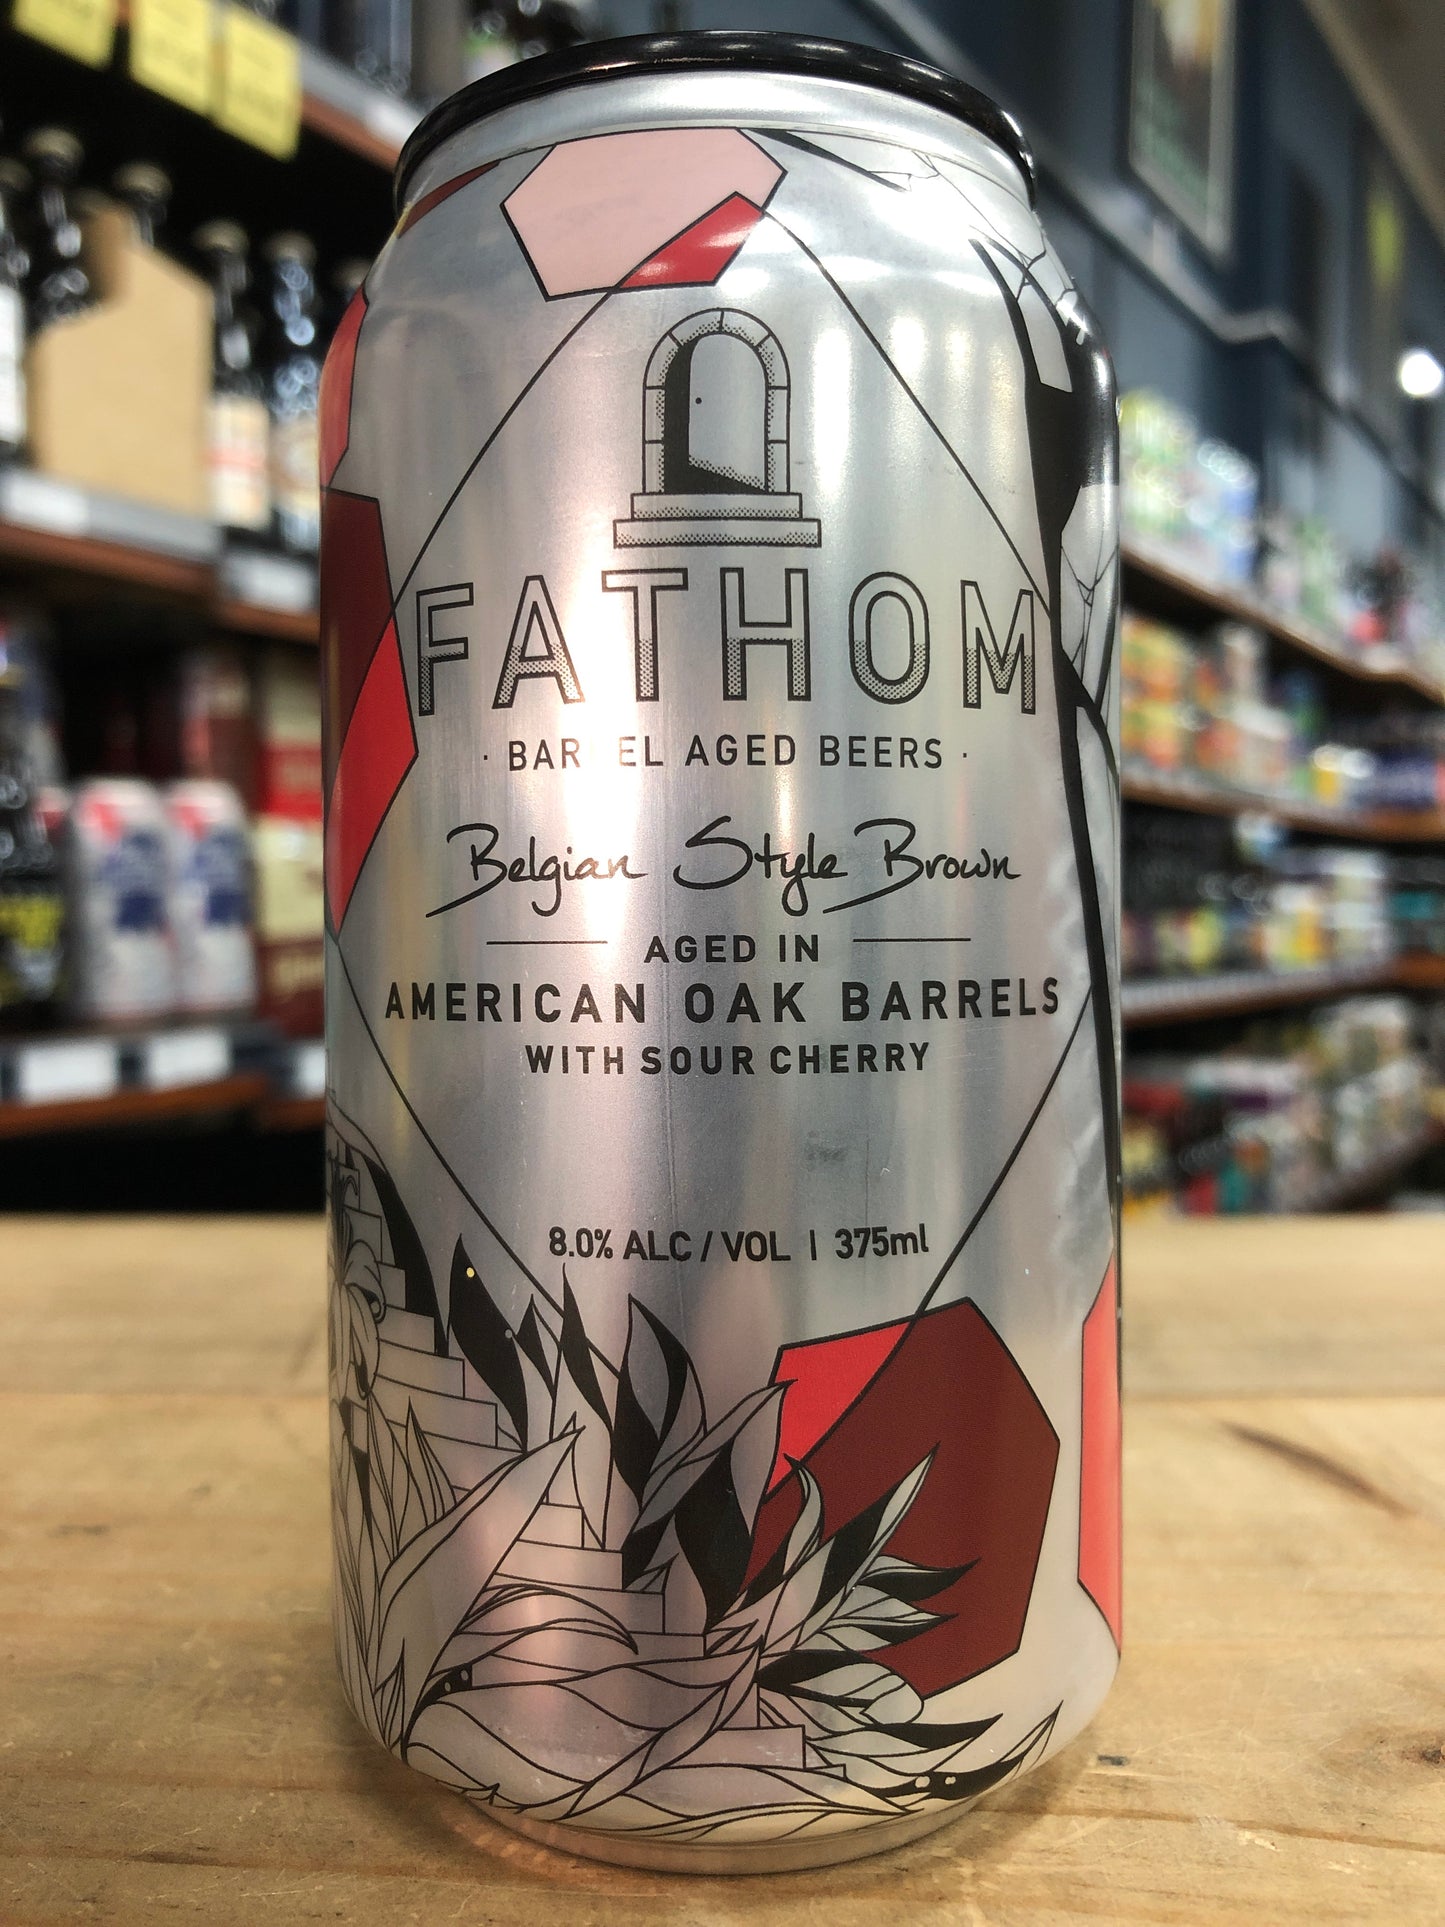 FATHOM
· BARREL AGED BEERS ·
Belgian Style Brown
AGED IN
AMERICAN OAK BARRELS
WITH SOUR CHERRY
8.0% ALC / VOL | 375ml